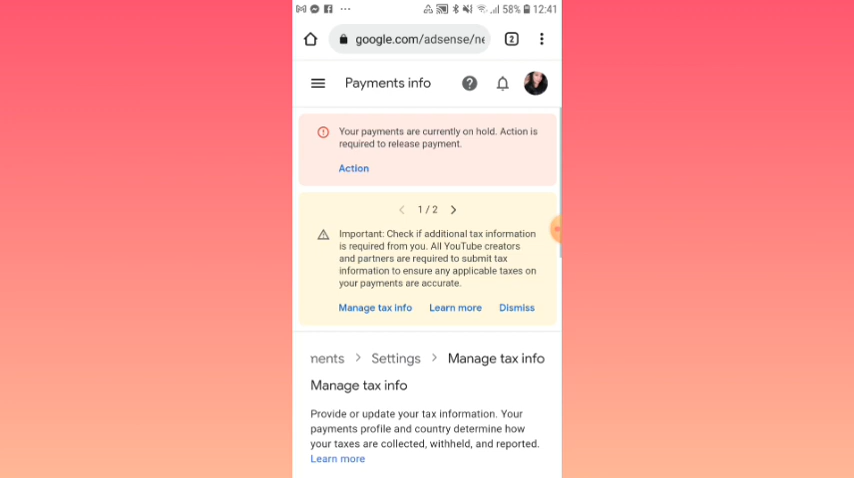 58% 12:41
google.com/adsense/ne
2
Payments info
Your payments are currently on hold. Action is
required to release payment.
Action
1 / 2
Important: Check if additional tax information
is required from you. All YouTube creators
and partners are required to submit tax
information to ensure any applicable taxes on
your payments are accurate.
Manage tax info Learn more Dismiss
nents > Settings > Manage tax info
Manage tax info
Provide or update your tax information. Your
payments profile and country determine how
your taxes are collected, withheld, and reported.
Learn more